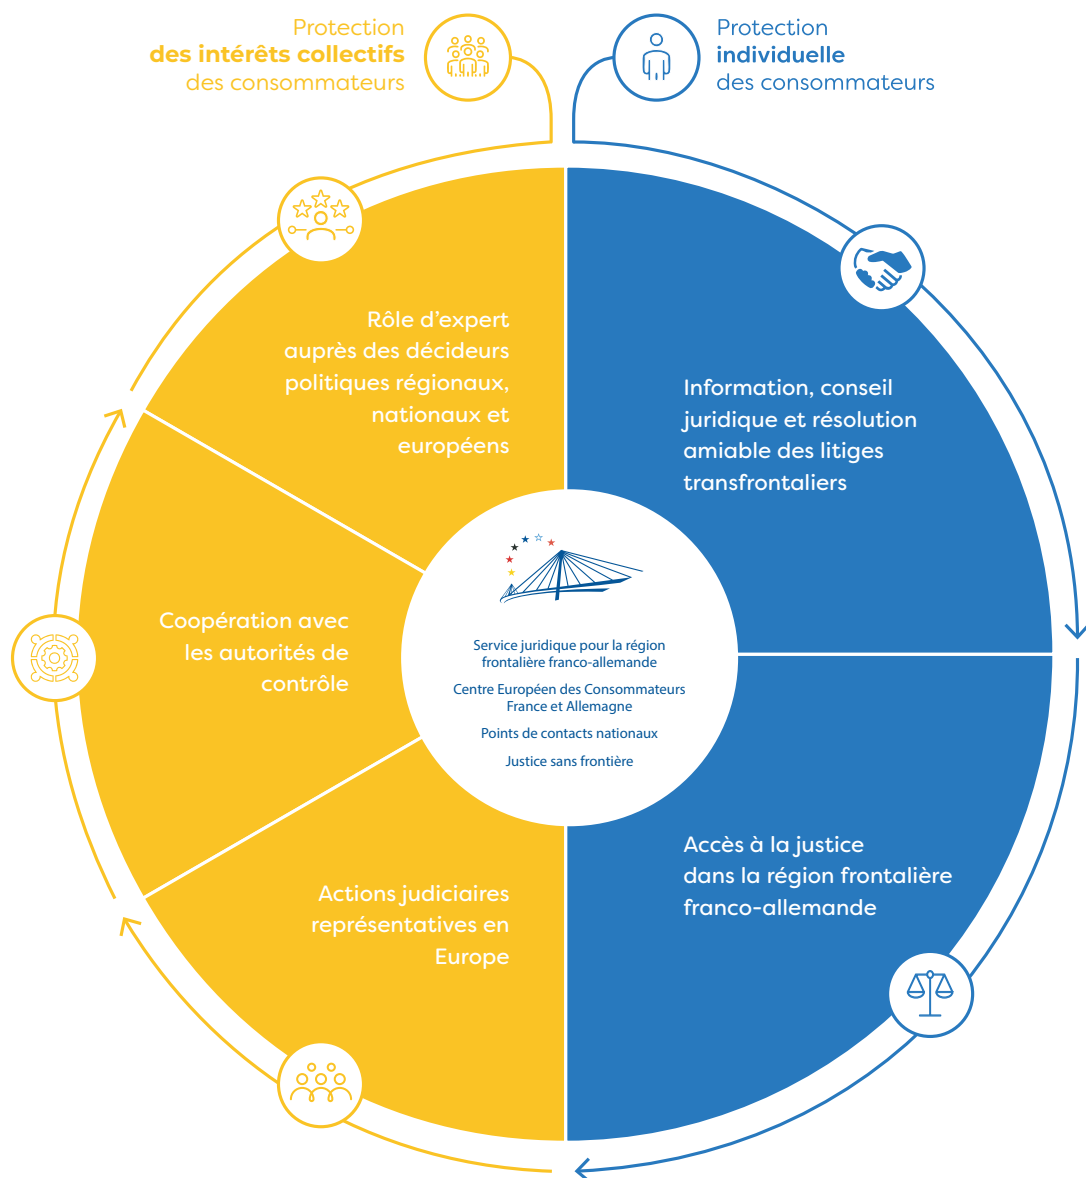 Protection
des intérêts collectifs
des consommateurs
Protection
individuelle
des consommateurs
Rôle d’expert
auprès des décideurs
politiques régionaux,
nationaux et
européens
Information, conseil
juridique et résolution
amiable des litiges
transfrontaliers
Coopération avec
les autorités de
contrôle
Service juridique pour la région
frontalière franco-allemande
Centre Européen des Consommateurs
France et Allemagne
Points de contacts nationaux
Justice sans frontière
Actions judiciaires
représentatives en
Europe
Accès à la justice
dans la région frontalière
franco-allemande